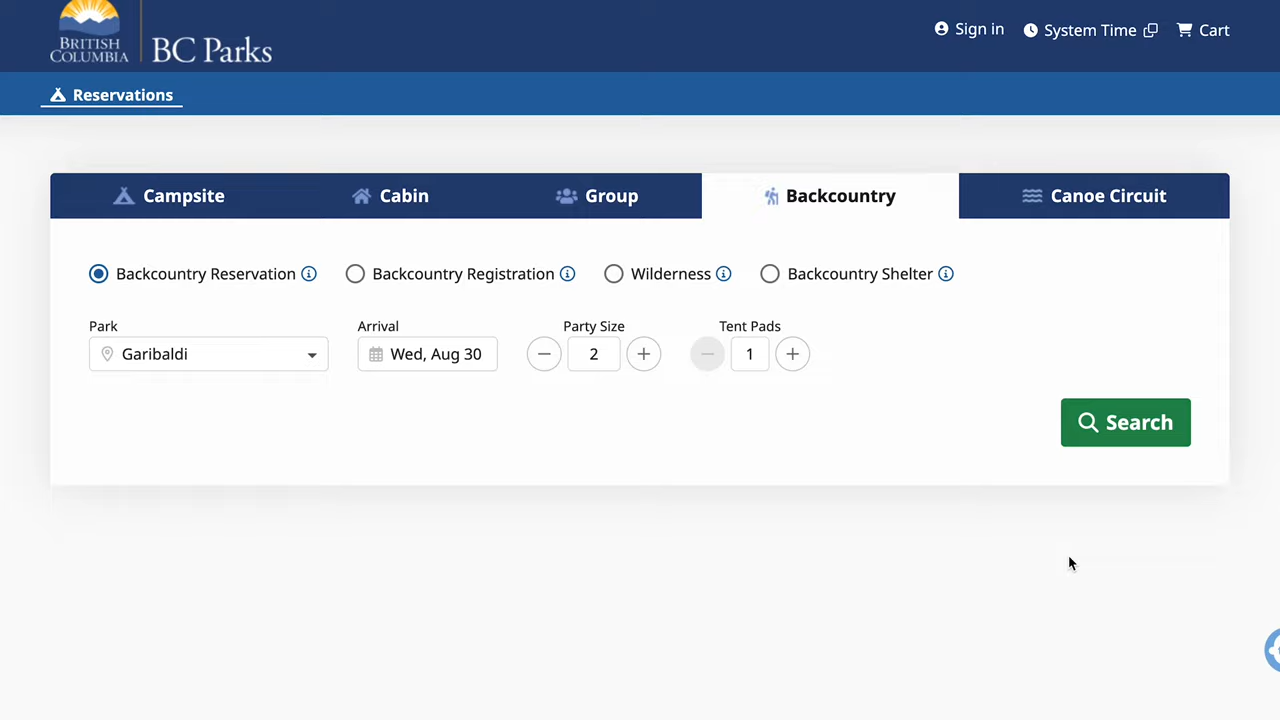 BRITISH
COLUMBIA
BC Parks
Sign in
System Time
Cart
Reservations
Campsite
Cabin
Group
Backcountry
Canoe Circuit
Backcountry Reservation
Backcountry Registration
Wilderness
Backcountry Shelter
Park
Arrival
Party Size
Tent Pads
Garibaldi
Wed, Aug 30
2
1
Search